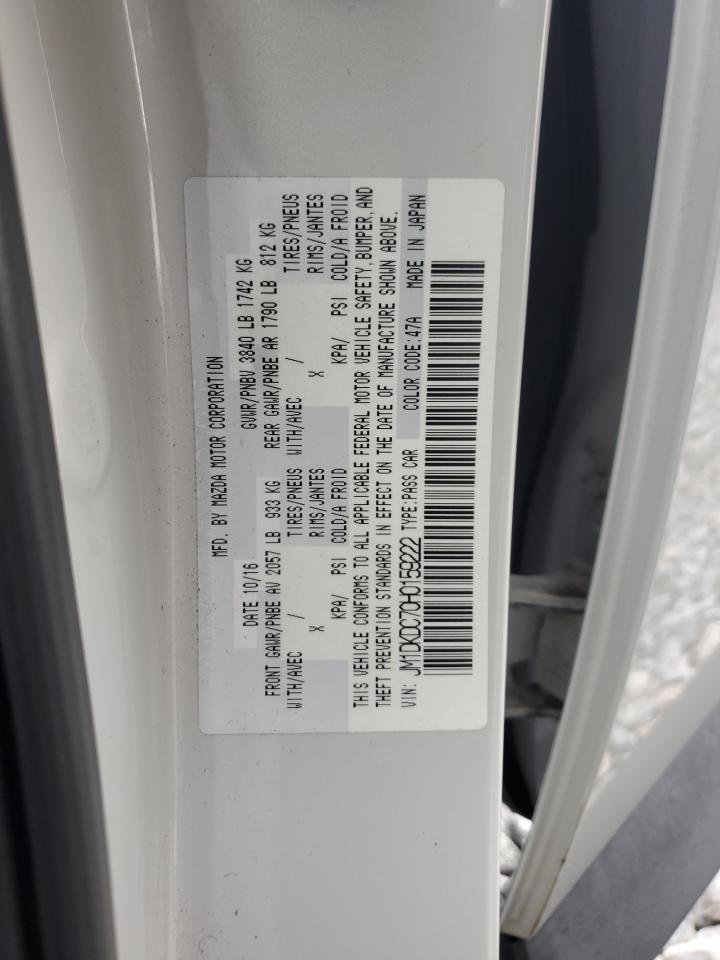 MFD. BY MAZDA MOTOR CORPORATION
DATE 10/16 GVWR/PNBV 3840 LB 1742 KG
FRONT GAWR/PNBE AV 2057 LB 933 KG REAR GAWR/PNBE AR 1790 LB 812 KG
WITH/AVEC / TIRES/PNEUS WITH/AVEC / TIRES/PNEUS
X RIMS/JANTES X RIMS/JANTES
KPA/ PSI COLD/A FROID KPA/ PSI COLD/A FROID
THIS VEHICLE CONFORMS TO ALL APPLICABLE FEDERAL MOTOR VEHICLE SAFETY, BUMPER, AND
THEFT PREVENTION STANDARDS IN EFFECT ON THE DATE OF MANUFACTURE SHOWN ABOVE.
VIN: JM1DKDC70H0159222 TYPE:PASS CAR COLOR CODE:47A MADE IN JAPAN